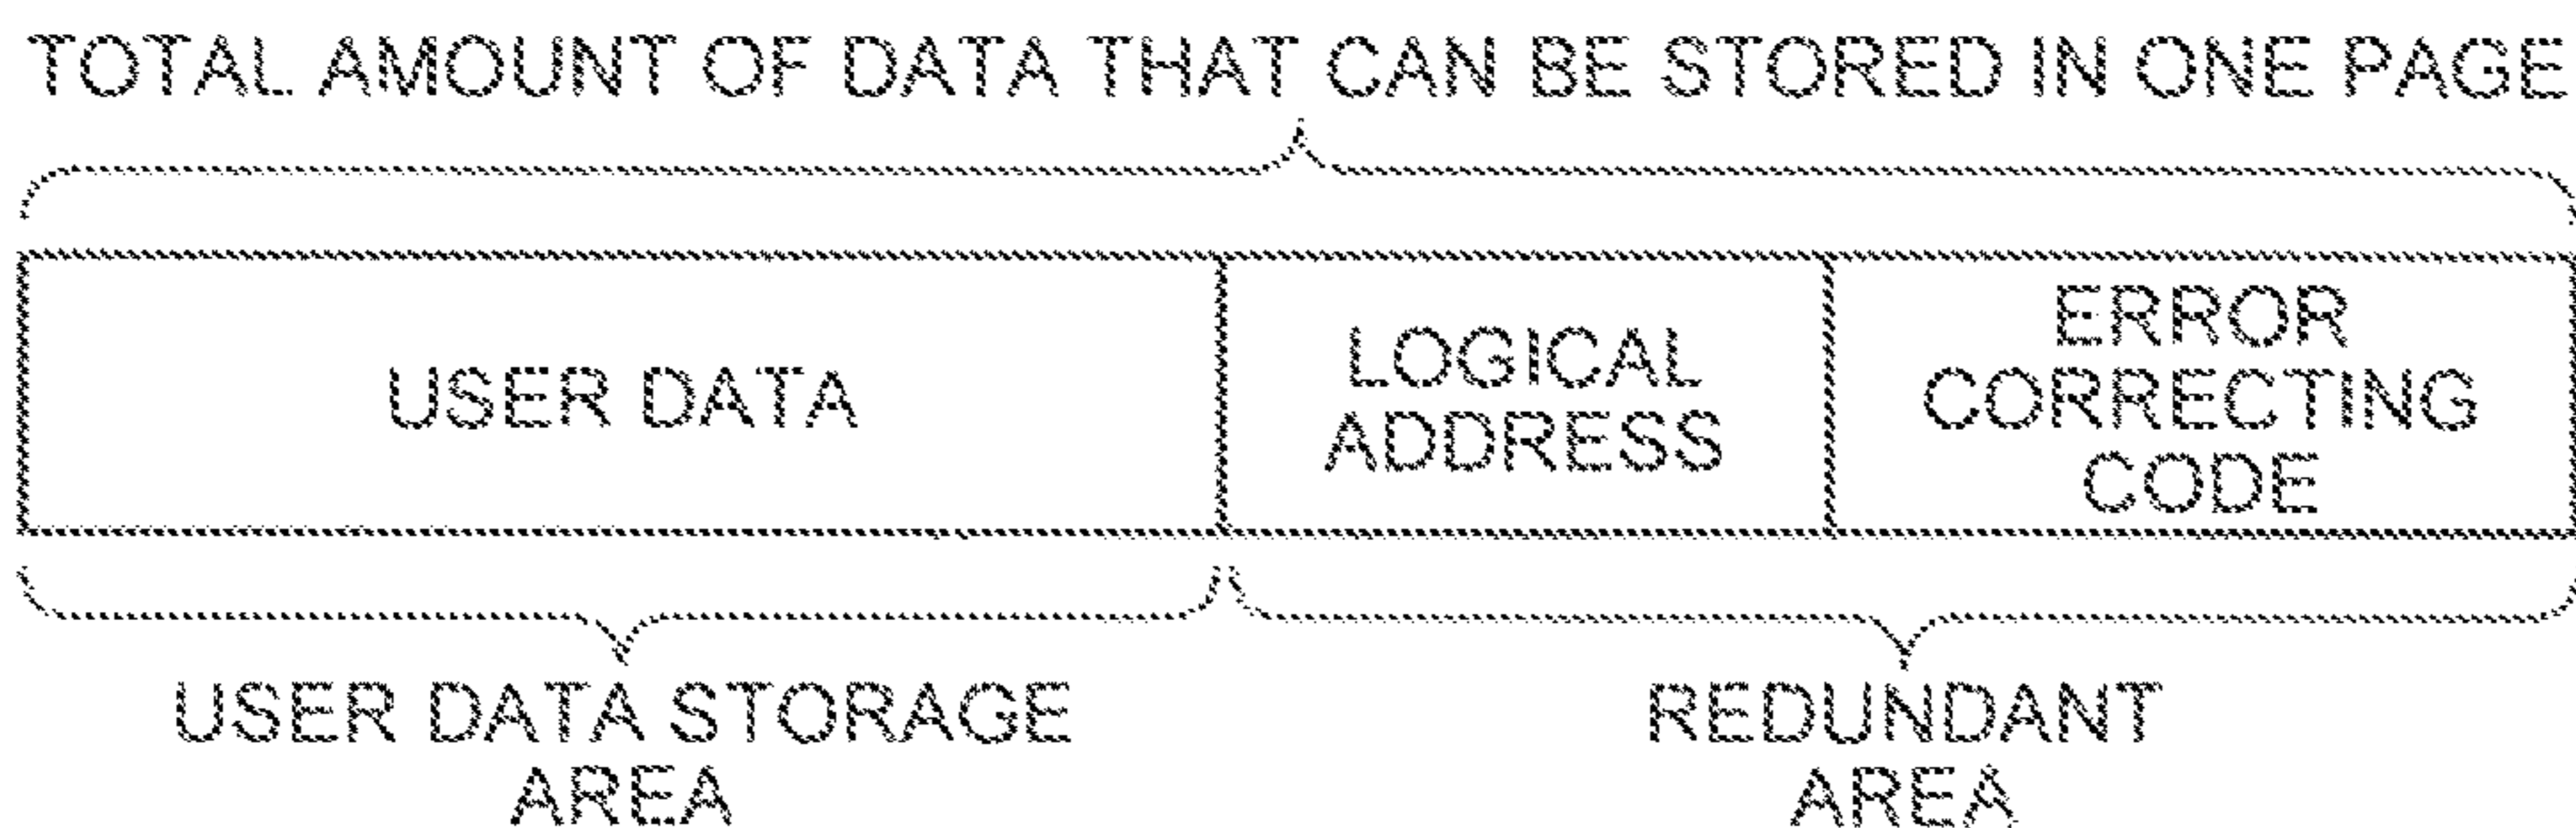 TOTAL AMOUNT OF DATA THAT CAN BE STORED IN ONE PAGE
USER DATA
LOGICAL
ADDRESS
ERROR
CORRECTING
CODE
USER DATA STORAGE
AREA
REDUNDANT
AREA